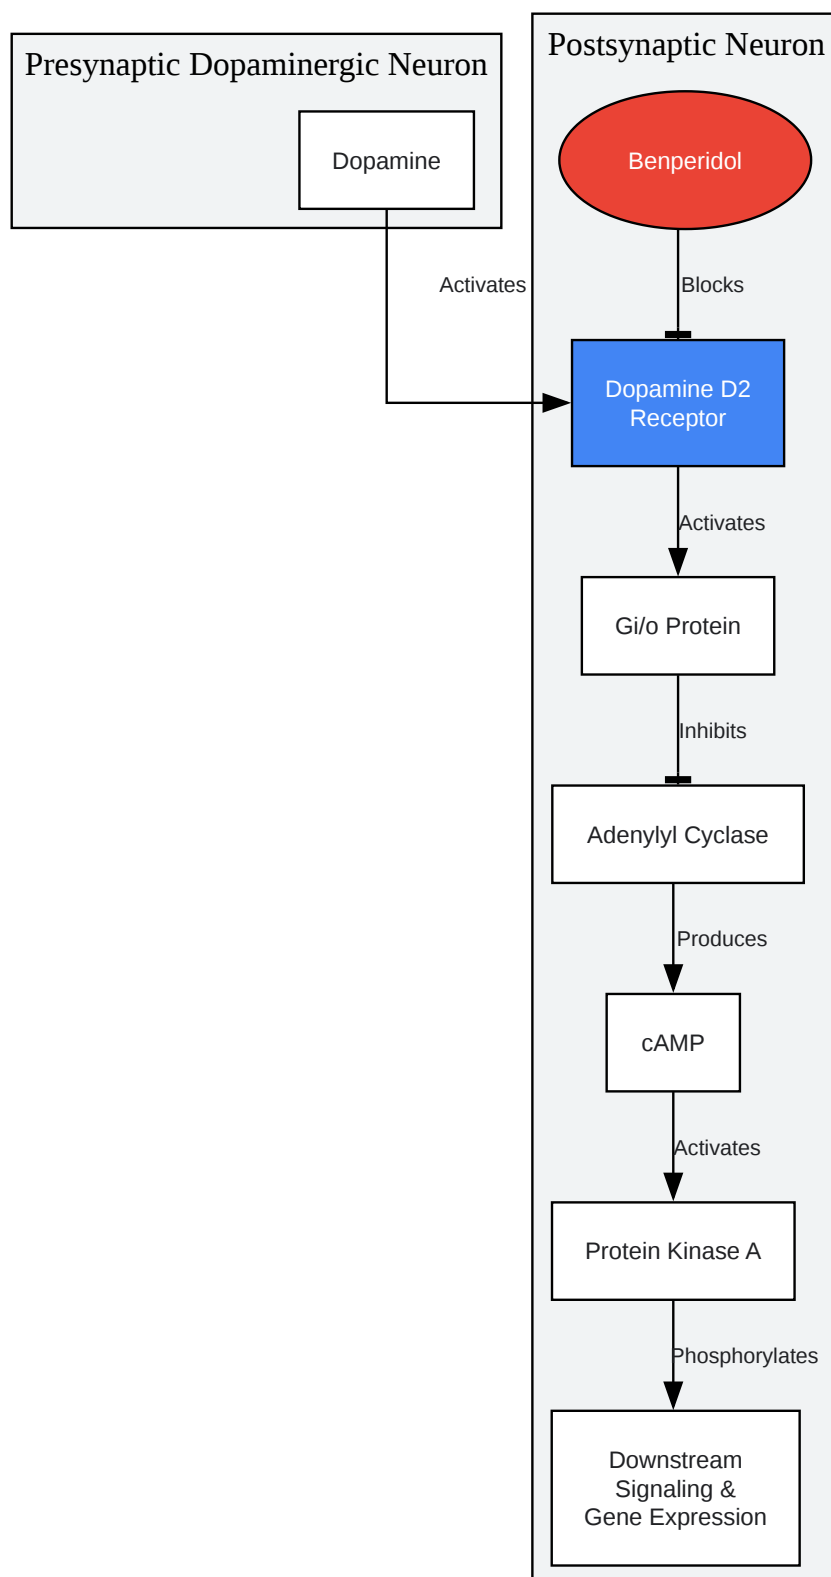 Presynaptic Dopaminergic Neuron
Dopamine
Postsynaptic Neuron
Benperidol
Activates
Blocks
Dopamine D2
Receptor
Activates
Gi/o Protein
Inhibits
Adenylyl Cyclase
Produces
cAMP
Activates
Protein Kinase A
Phosphorylates
Downstream
Signaling &
Gene Expression